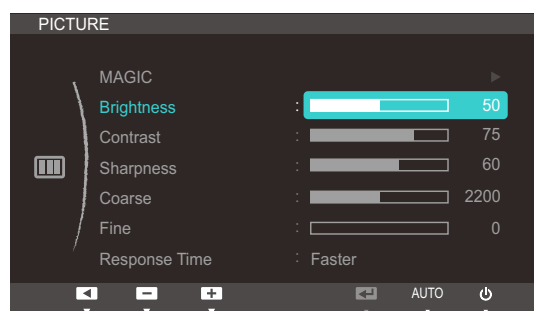 PICTURE
MAGIC
Brightness : 50
Contrast : 75
Sharpness : 60
Coarse : 2200
Fine : 0
Response Time : Faster
AUTO